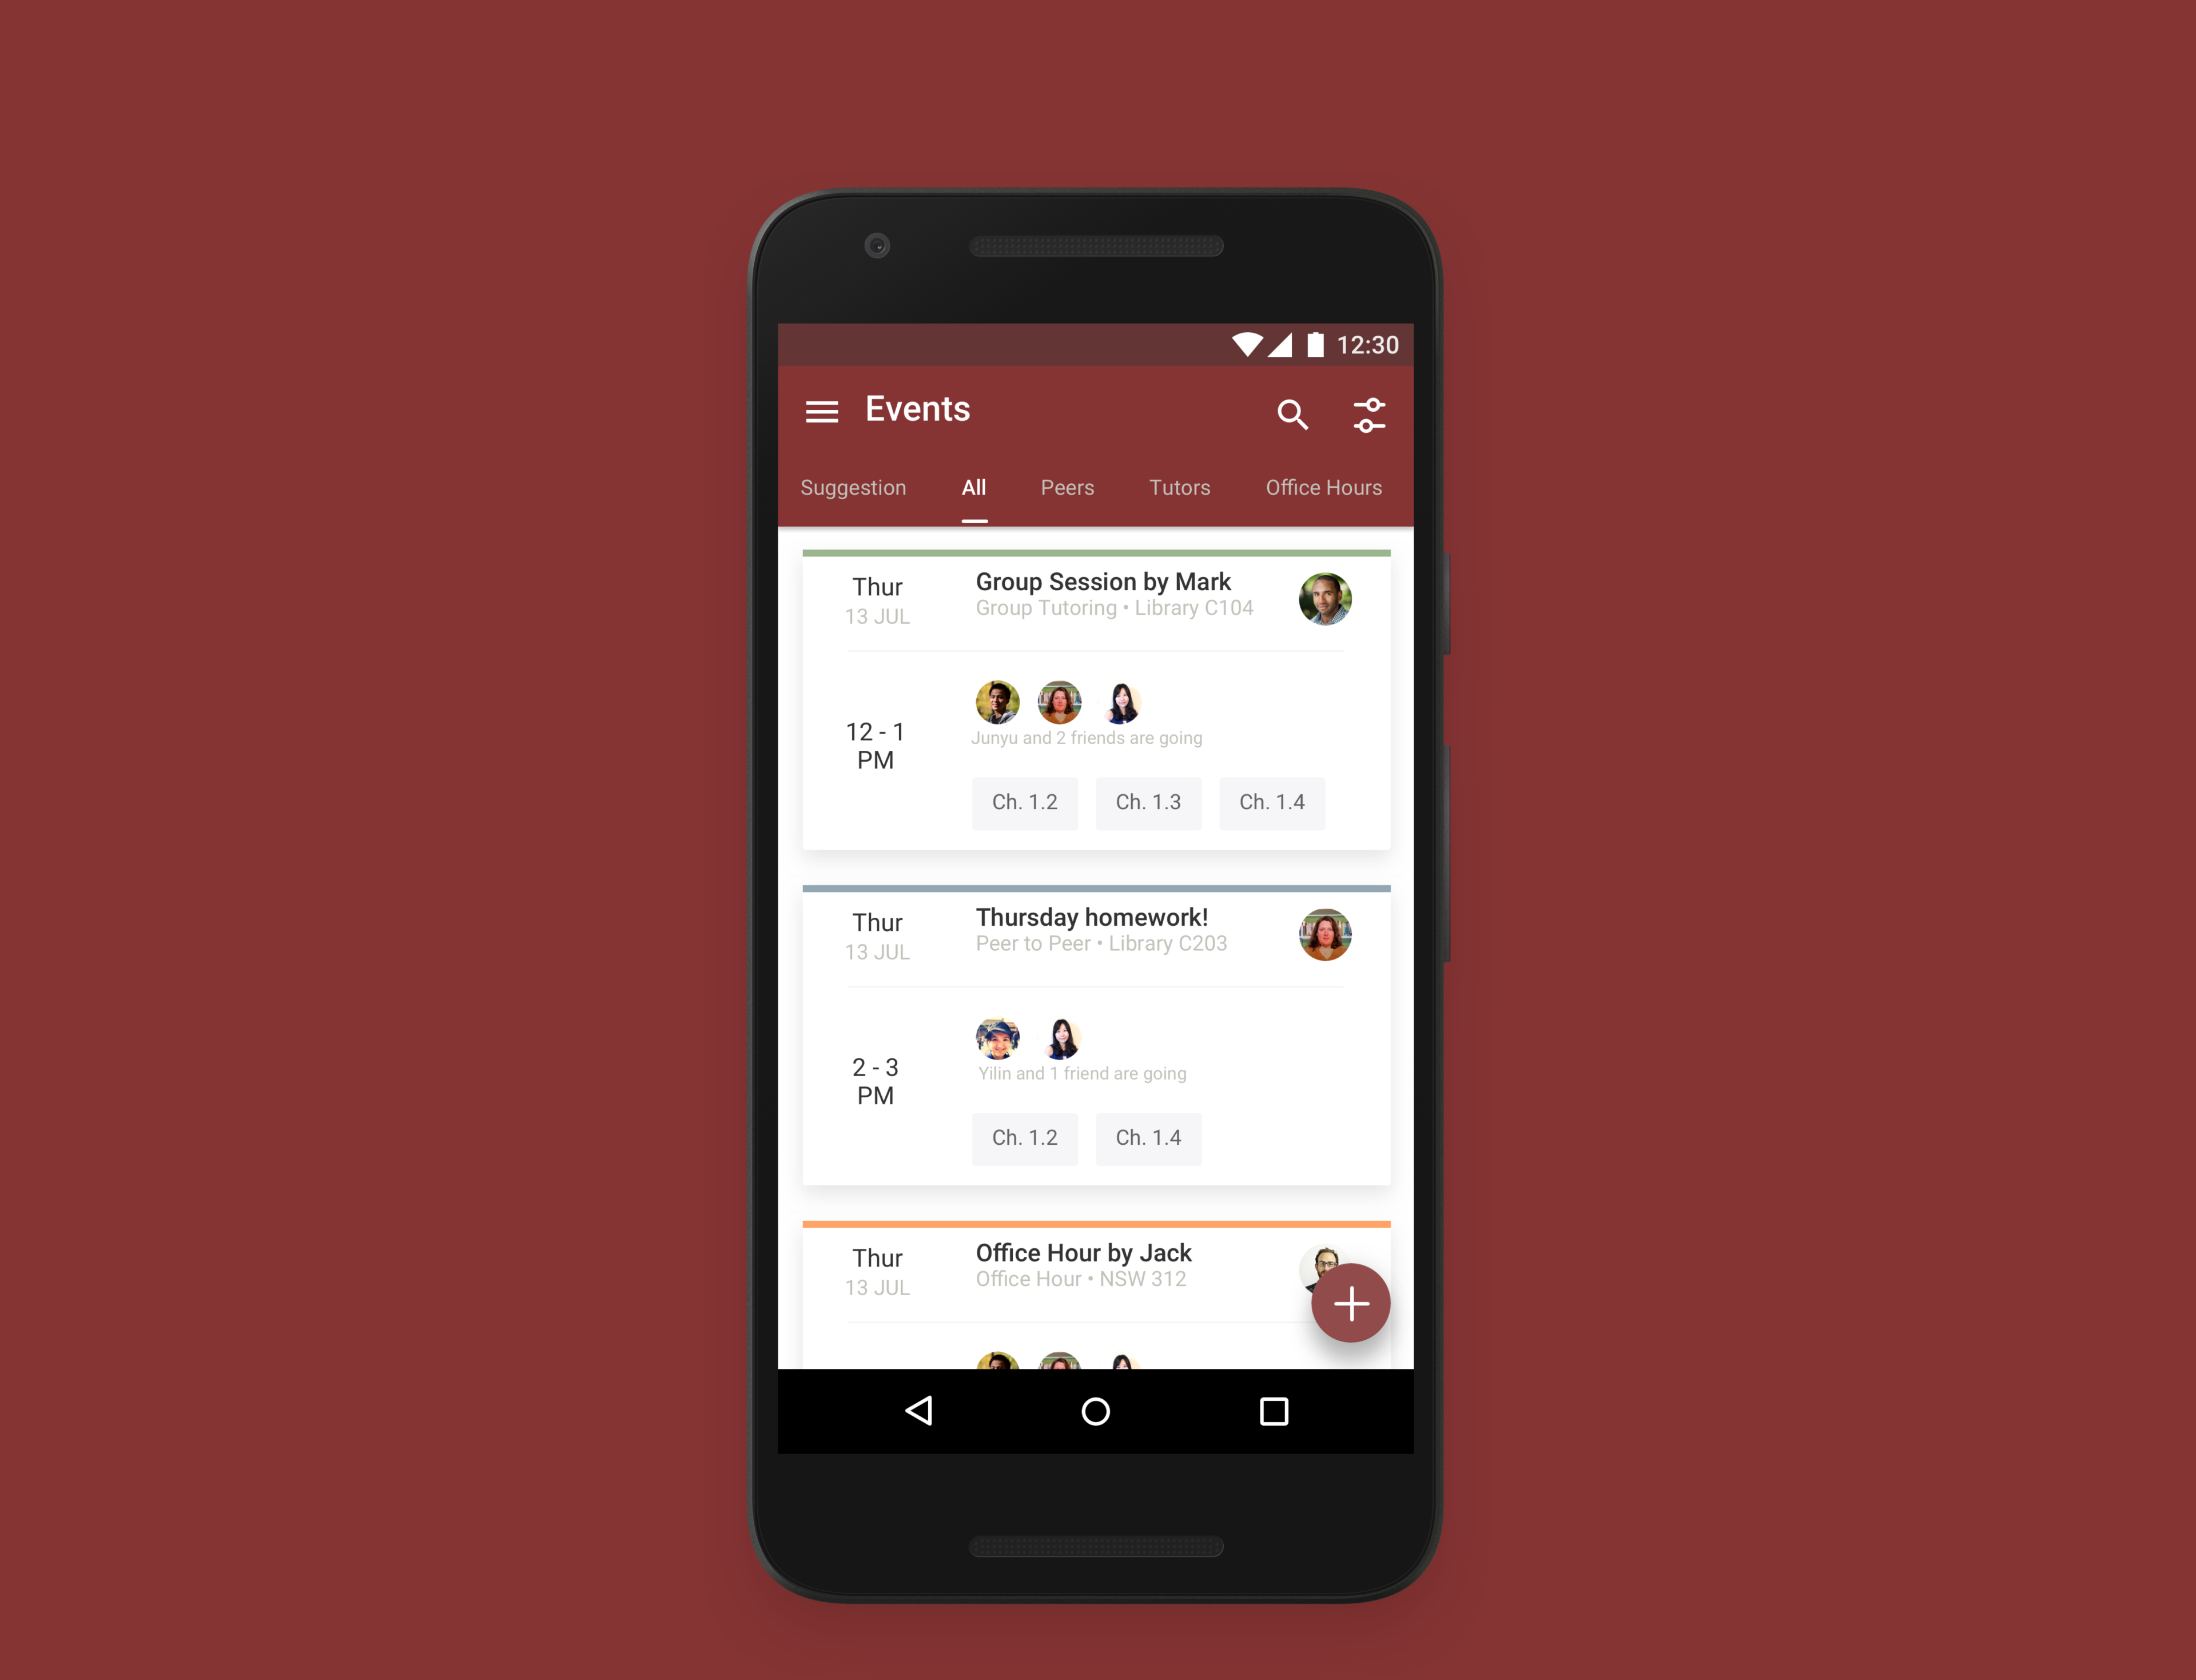 12:30
Events
Suggestion All Peers Tutors Office Hours
Thur
13 JUL
Group Session by Mark
Group Tutoring • Library C104
12 - 1
PM
Junyu and 2 friends are going
Ch. 1.2 Ch. 1.3 Ch. 1.4
Thur
13 JUL
Thursday homework!
Peer to Peer • Library C203
2 - 3
PM
Yilin and 1 friend are going
Ch. 1.2 Ch. 1.4
Thur
13 JUL
Office Hour by Jack
Office Hour • NSW 312